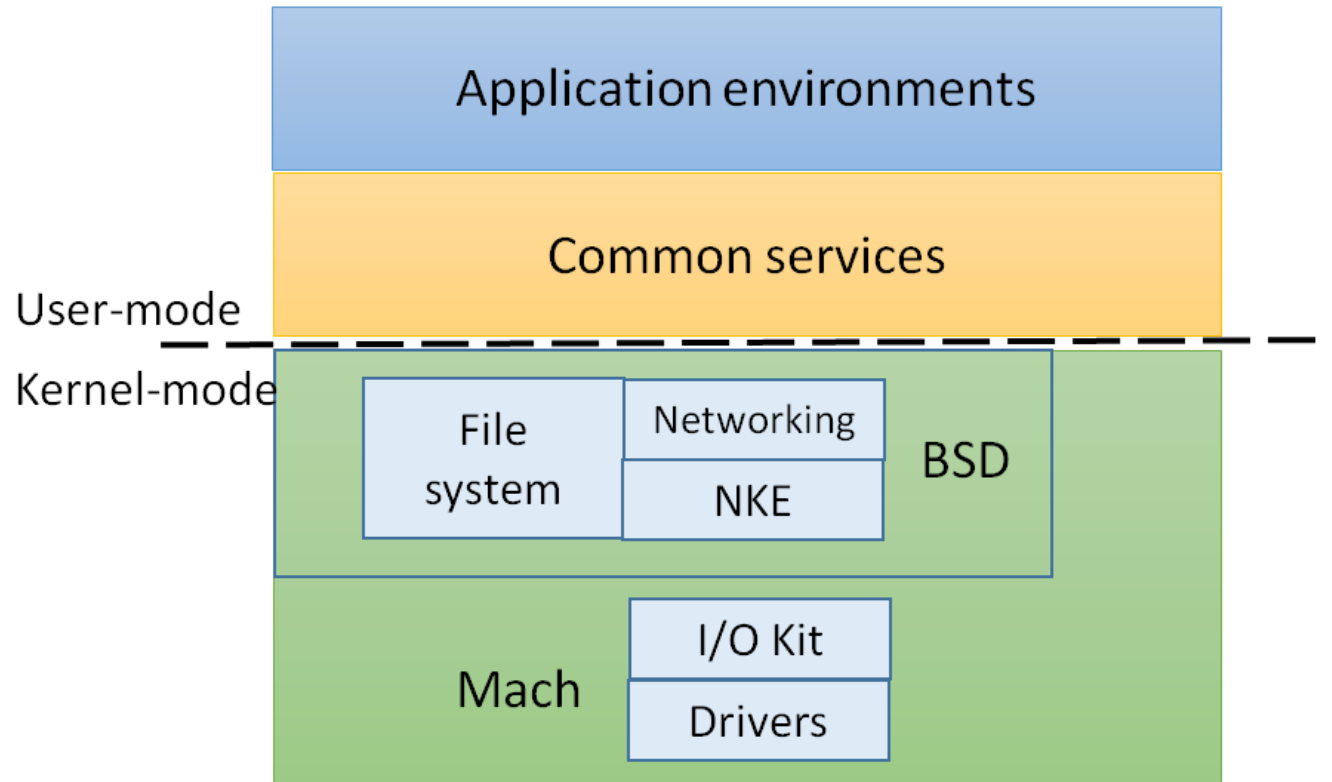 Application environments
Common services
User-mode
Kernel-mode
File
system
Networking
NKE
BSD
I/O Kit
Mach
Drivers